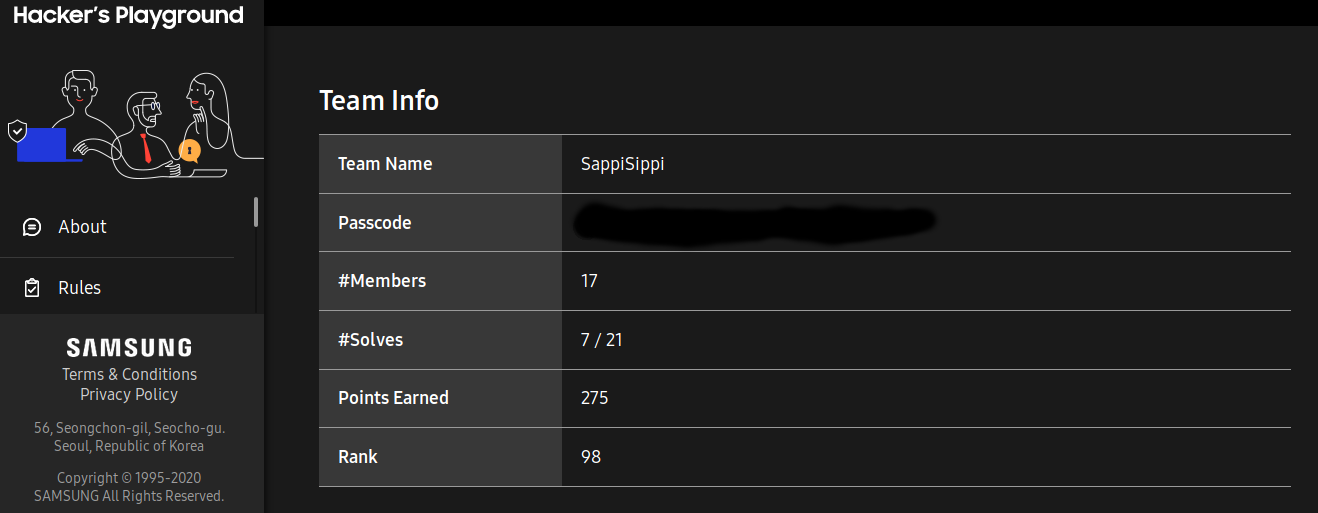 Hacker's Playground
About
Rules
SAMSUNG
Terms & Conditions
Privacy Policy
56, Seongchon-gil, Seocho-gu.
Seoul, Republic of Korea
Copyright © 1995-2020
SAMSUNG All Rights Reserved.
Team Info
Team Name SappiSippi
Passcode
#Members 17
#Solves 7 / 21
Points Earned 275
Rank 98